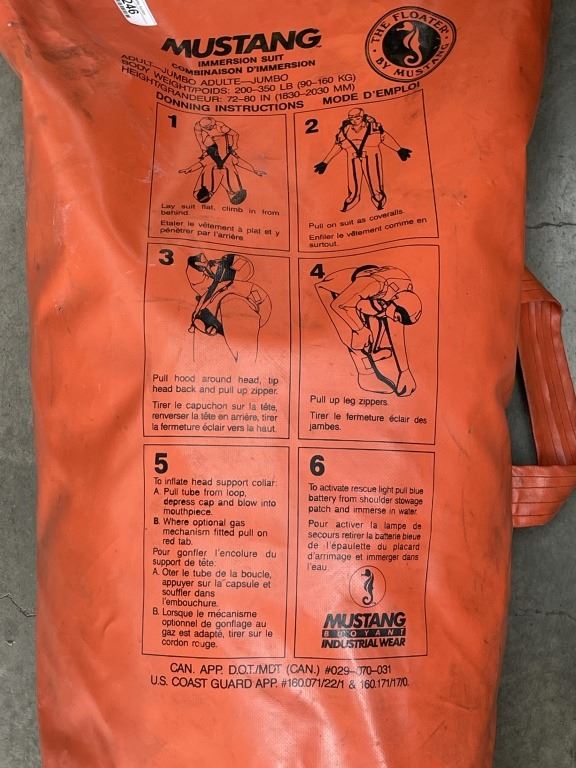 246
MUSTANG
IMMERSION SUIT
COMBINAISON D'IMMERSION
ADULT—JUMBO ADULTE—JUMBO
BODY WEIGHT/POIDS: 200–350 LB (90–160 KG)
HEIGHT/GRANDEUR: 72–80 IN (1830–2030 MM)
DONNING INSTRUCTIONS MODE D'EMPLOI
THE FLOATER
BY MUSTANG
1
Lay suit flat, climb in from
behind.
Etaler le vêtement à plat et y
pénétrer par l'arrière.
2
Pull on suit as coveralls.
Enfiler le vêtement comme en
surtout.
3
Pull hood around head, tip
head back and pull up zipper.
Tirer le capuchon sur la tête,
renverser la tête en arrière, tirer
la fermeture éclair vers la haut.
4
Pull up leg zippers.
Tirer le fermeture éclair des
jambes.
5
To inflate head support collar:
A. Pull tube from loop,
depress cap and blow into
mouthpiece.
B. Where optional gas
mechanism fitted pull on
red tab.
Pour gonfler l'encolure du
support de tête:
A. Oter le tube de la boucle,
appuyer sur la capsule et
souffler dans
l'embouchure.
B. Lorsque le mécanisme
optionnel de gonflage au
gaz est adapté, tirer sur le
cordon rouge.
6
To activate rescue light pull blue
battery from shoulder stowage
patch and immerse in water.
Pour activer la lampe de
secours retirer la batterie bleue
de l'épaulette du placard
d'arrimage et immerger dans
l'eau.
MUSTANG
BUOYANT
INDUSTRIAL WEAR
CAN. APP. D.O.T./MDT (CAN.) #029–070–031
U.S. COAST GUARD APP. #160.071/22/1 & 160.171/17/0.